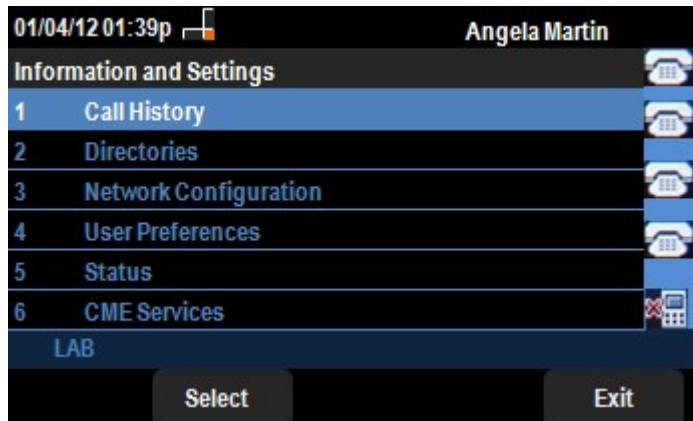 01/04/12 01:39p Angela Martin
Information and Settings
1 Call History
2 Directories
3 Network Configuration
4 User Preferences
5 Status
6 CME Services
LAB
Select Exit